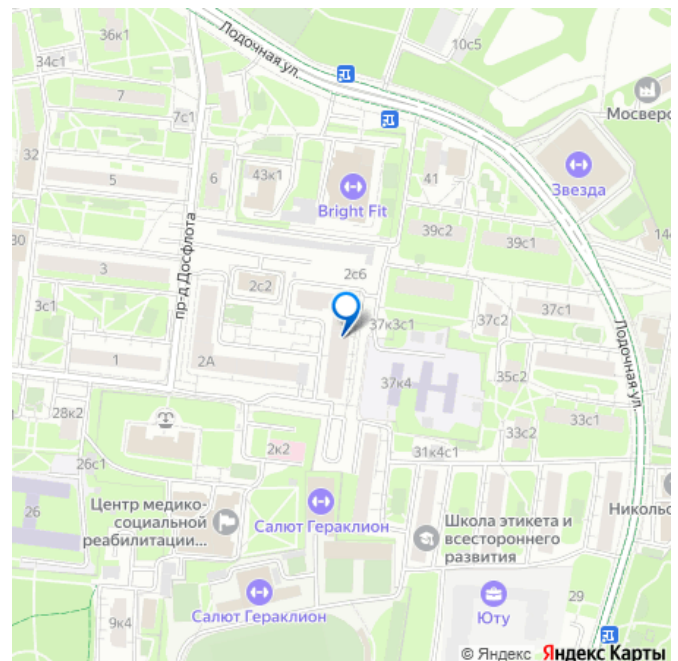 36к1
Лодочная ул.
10с5
34с1
7
7с1
Мосверс
32
5
6
43к1
41
Звезда
Bright Fit
39с2
39с1
14
30
пр-д Досфлота
3
2с6
2с2
3с1
37к3с1
37с2
37с1
Лодочная ул.
1
2А
37к4
35с2
28к2
33с2
33с1
2к2
31к4с1
26с1
26
Центр медико-
социальной
реабилитации...
Салют Гераклион
Школа этикета и
всестороннего
развития
Никольс
Салют Гераклион
Юту
29
9к4
© Яндекс Яндекс Карты